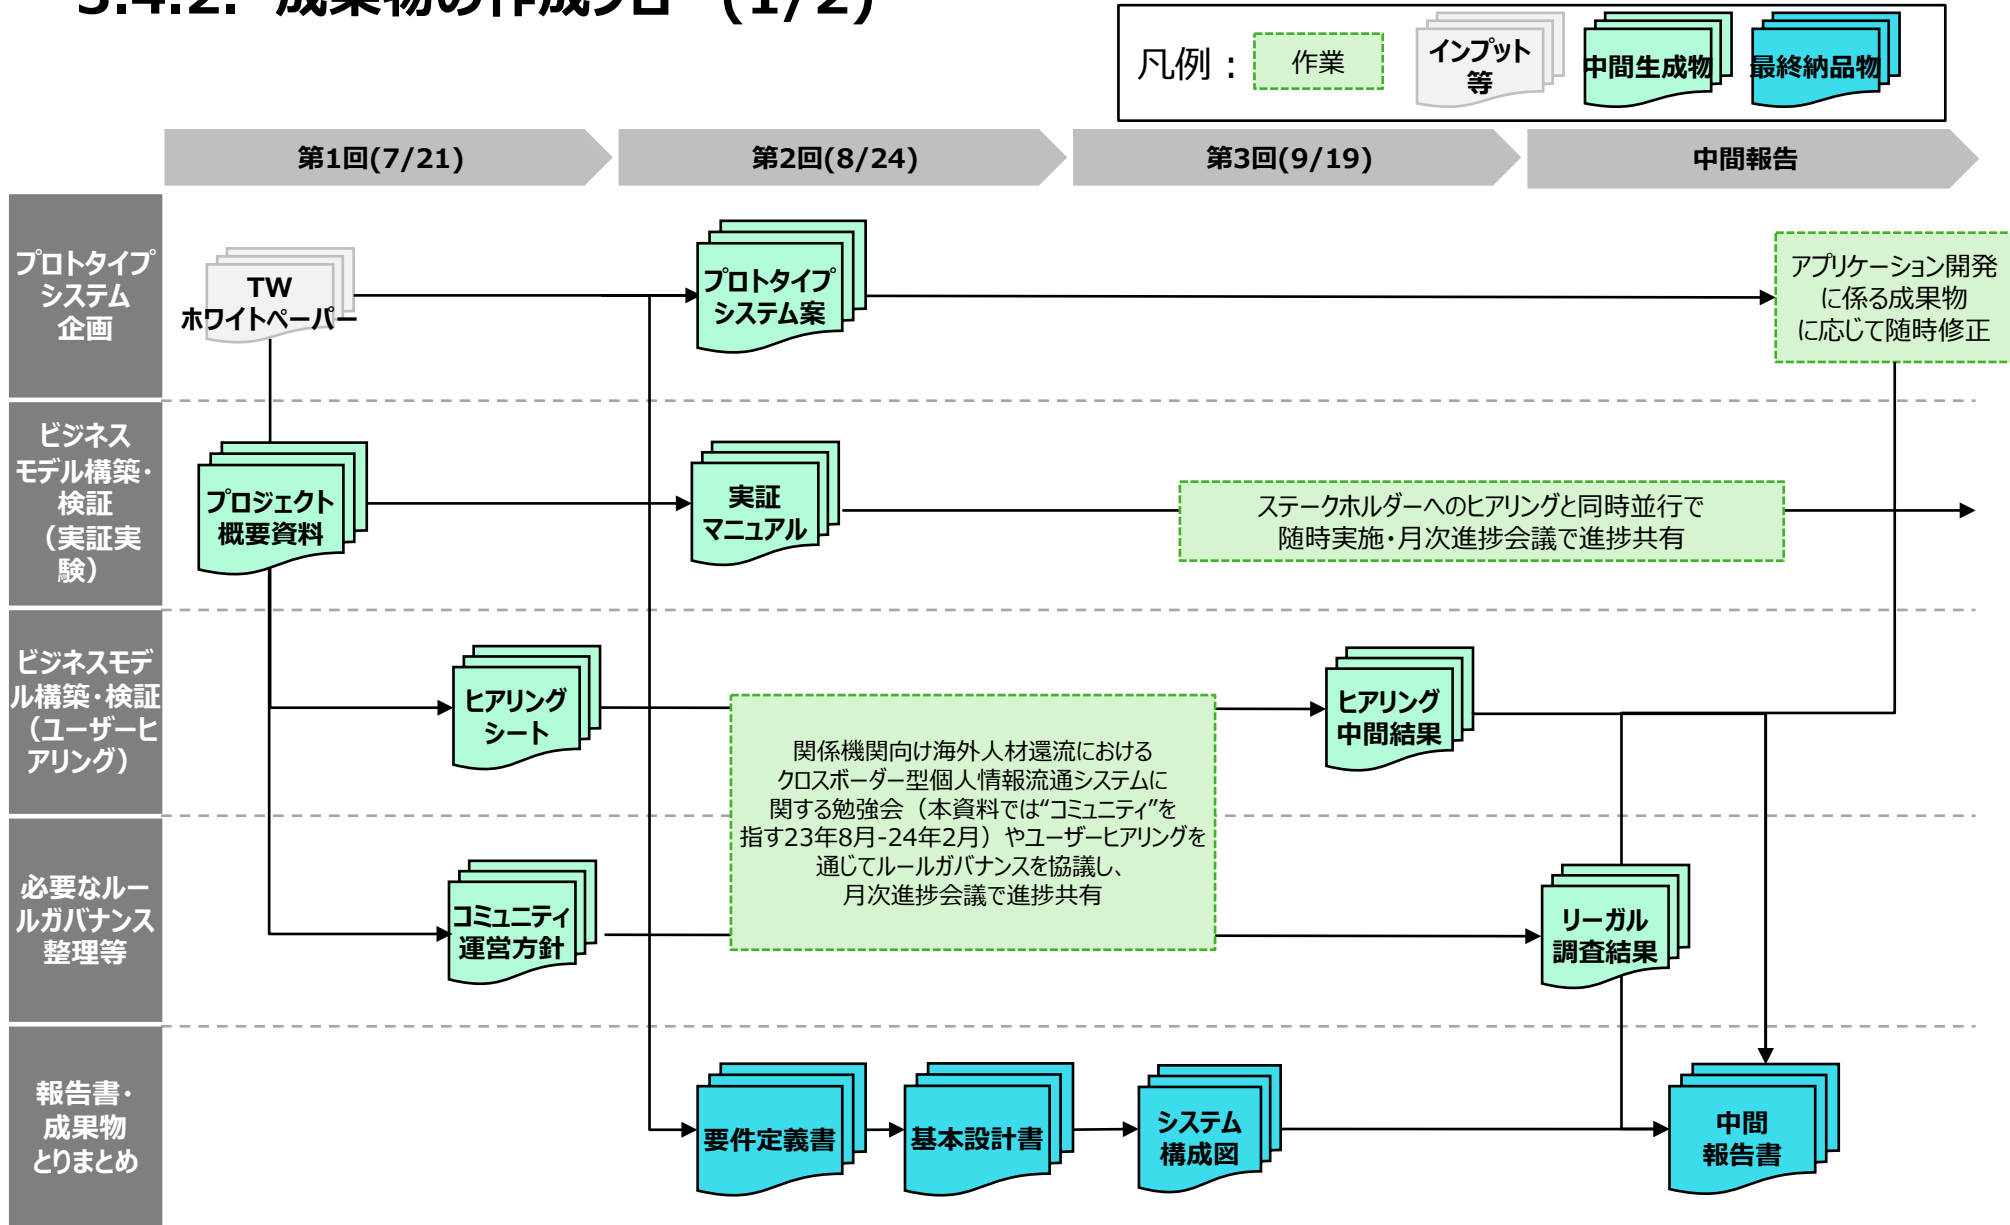 3.4.2. 成果物の作成フロー (1/2)
凡例：
作業
インプット
等
中間生成物
最終納品物
第1回(7/21)
第2回(8/24)
第3回(9/19)
中間報告
プロトタイプ
システム
企画
TW
ホワイトペーパー
プロトタイプ
システム案
アプリケーション開発
に係る成果物
に応じて随時修正
ビジネス
モデル構築・
検証
（実証実
験）
プロジェクト
概要資料
実証
マニュアル
ステークホルダーへのヒアリングと同時並行で
随時実施・月次進捗会議で進捗共有
ビジネスモデ
ル構築・検証
（ユーザーヒ
アリング）
ヒアリング
シート
関係機関向け海外人材還流における
クロスボーダー型個人情報流通システムに
関する勉強会（本資料では“コミュニティ”を
指す23年8月-24年2月）やユーザーヒアリングを
通じてルールガバナンスを協議し、
月次進捗会議で進捗共有
ヒアリング
中間結果
必要なルー
ルガバナンス
整理等
コミュニティ
運営方針
リーガル
調査結果
報告書・
成果物
とりまとめ
要件定義書
基本設計書
システム
構成図
中間
報告書